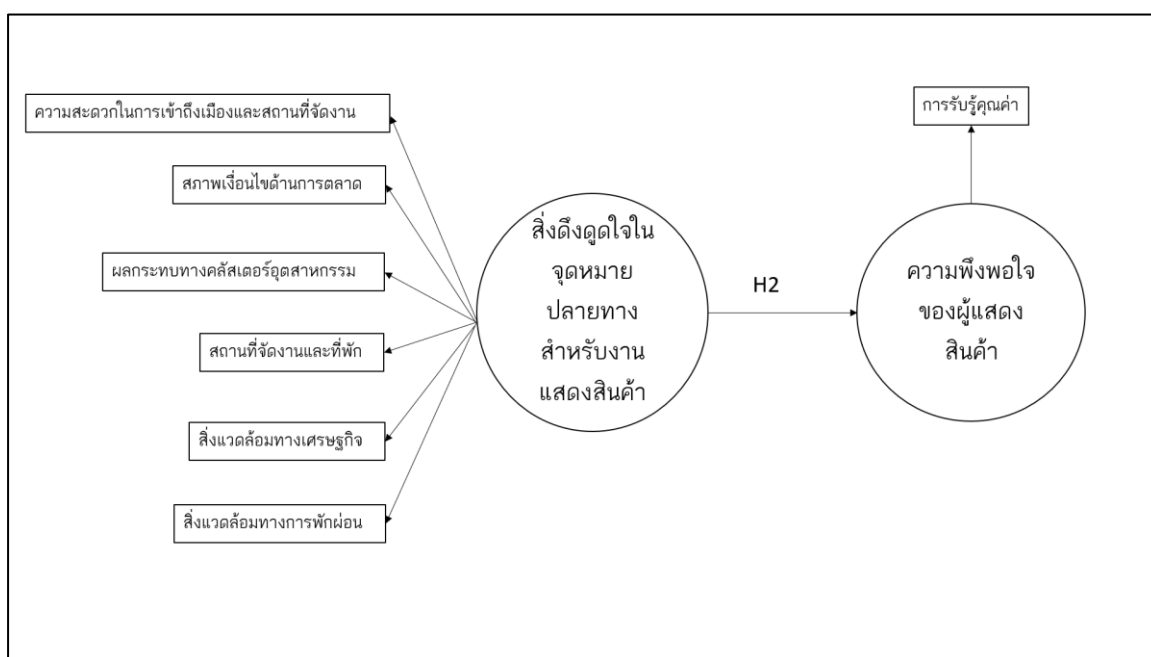 ความสะดวกในการเข้าถึงเมืองและสถานที่จัดงาน
สภาพเงื่อนไขด้านการตลาด
ผลกระทบทางคลัสเตอร์อุตสาหกรรม
สถานที่จัดงานและที่พัก
สิ่งแวดล้อมทางเศรษฐกิจ
สิ่งแวดล้อมทางการพักผ่อน
สิ่งดึงดูดใจใน
จุดหมาย
ปลายทาง
สำหรับงาน
แสดงสินค้า
H2
การรับรู้คุณค่า
ความพึงพอใจ
ของผู้แสดง
สินค้า